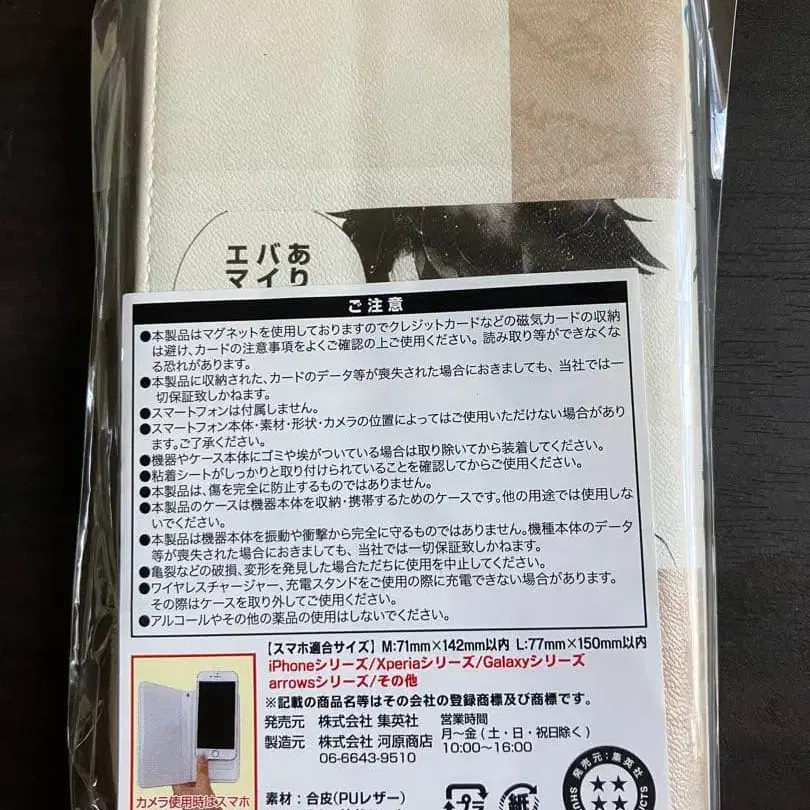 あり
バイ
エマ
ご注意
●本製品はマグネットを使用しておりますのでクレジットカードなどの磁気カードの収納
は避け、カードの注意事項をよくご確認の上ご使用ください。読み取り等ができなくな
る恐れがあります。
●本製品に収納された、カードのデータ等が喪失された場合におきましても、当社では一
切保証致しかねます。
●スマートフォンは付属しません。
●スマートフォン本体・素材・形状・カメラの位置によってはご使用いただけない場合があり
ます。ご了承ください。
●機器やケース本体にゴミや埃がついている場合は取り除いてから装着してください。
●粘着シートがしっかりと取り付けられていることを確認してからご使用ください。
●本製品は、傷を完全に防止するものではありません。
●本製品のケースは機器本体を収納・携帯するためのケースです。他の用途では使用しな
いでください。
●本製品は機器本体を振動や衝撃から完全に守るものではありません。機種本体のデータ
等が喪失された場合におきましても、当社では一切保証致しかねます。
●亀裂などの破損、変形を発見した場合ただちに使用を中止してください。
●ワイヤレスチャージャー、充電スタンドをご使用の際に充電できない場合があります。
その際はケースを取り外してご使用ください。
●アルコールやその他の薬品の使用はしないでください。
【スマホ適合サイズ】M:71mm×142mm以内 L:77mm×150mm以内
iPhoneシリーズ/Xperiaシリーズ/Galaxyシリーズ
arrowsシリーズ/その他
※記載の商品名等はその会社の登録商標及び商標です。
発売元 株式会社 集英社
製造元 株式会社 河原商店
06-6643-9510
営業時間
月〜金(土・日・祝日除く)
10:00〜16:00
カメラ使用時はスマホ
素材:合皮(PUレザー)
プラ
紙
発売元:集英社